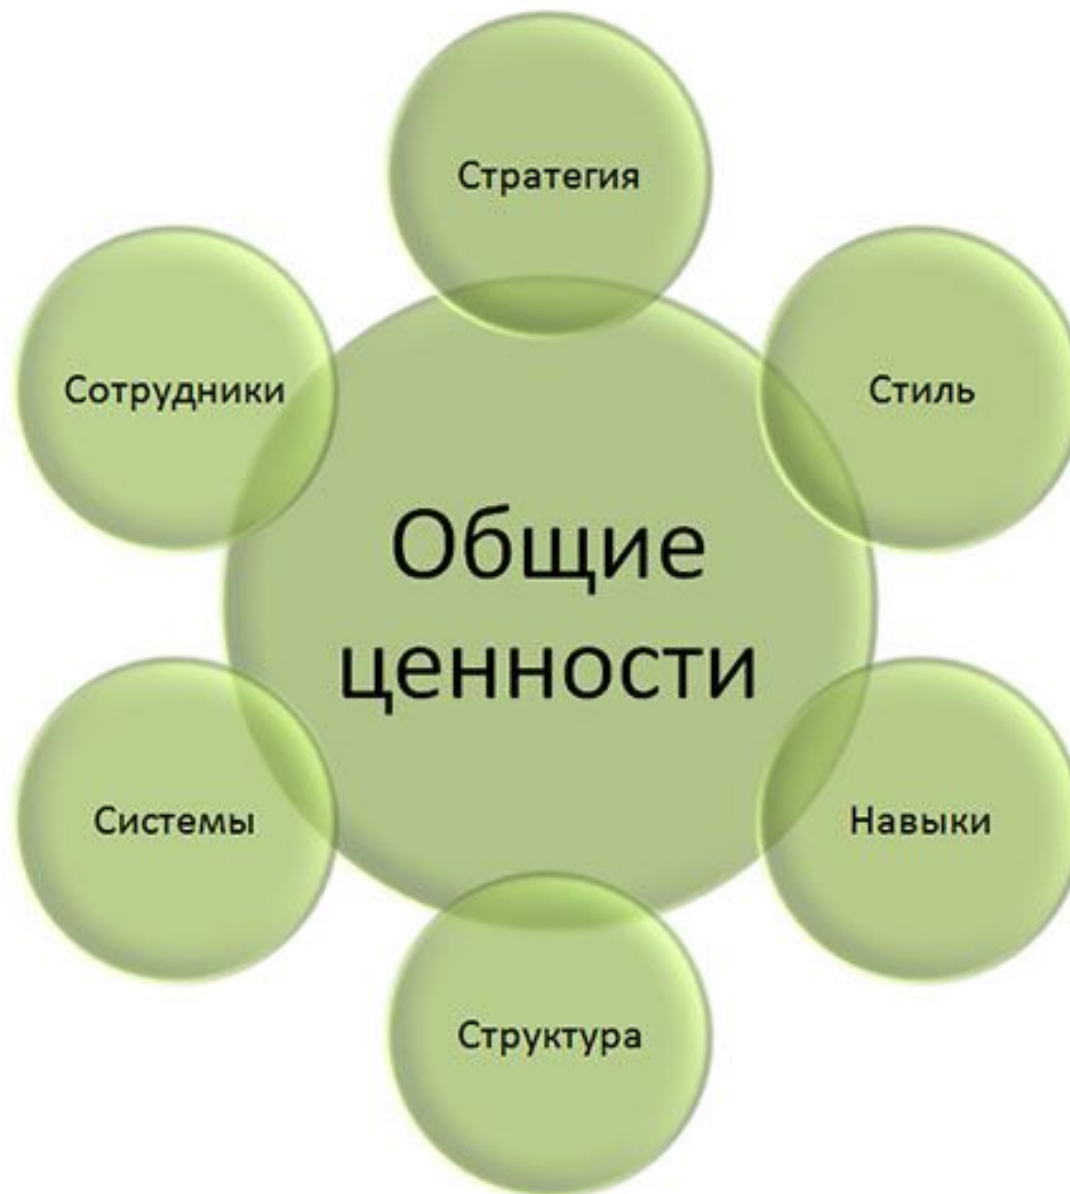 Стратегия
Сотрудники
Стиль
Общие
ценности
Системы
Навыки
Структура